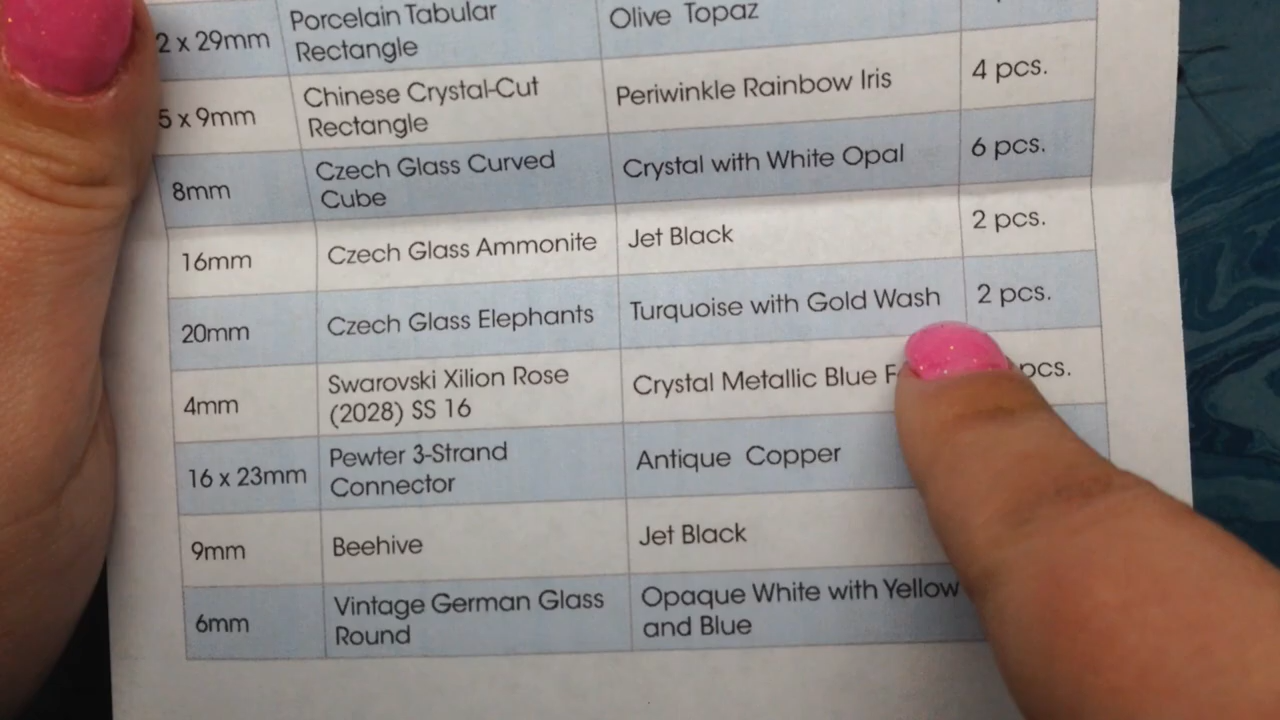 Porcelain Tabular
2 x 29mm Olive Topaz
Rectangle
Chinese Crystal-Cut
5 x 9mm Periwinkle Rainbow Iris 4 pcs.
Rectangle
Czech Glass Curved
8mm Crystal with White Opal 6 pcs.
Cube
16mm Czech Glass Ammonite Jet Black 2 pcs.
20mm Czech Glass Elephants Turquoise with Gold Wash 2 pcs.
Swarovski Xilion Rose
4mm Crystal Metallic Blue pcs.
(2028) SS 16
Pewter 3-Strand
16 x 23mm Antique Copper
Connector
9mm Beehive Jet Black
Vintage German Glass Opaque White with Yellow
6mm
Round and Blue